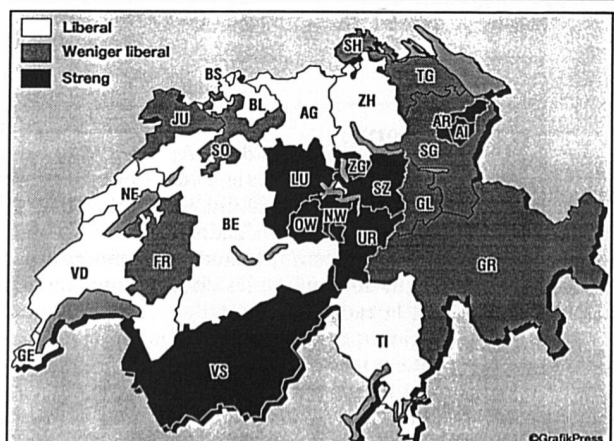 Liberal
Weniger liberal
Streng
SH
BS
TG
BL
ZH
AG
JU
AR
AI
SO
SG
ZG
LU
SZ
NE
GL
BE
OW
NW
UR
FR
GR
VD
TI
GE
VS
©GrafikPress